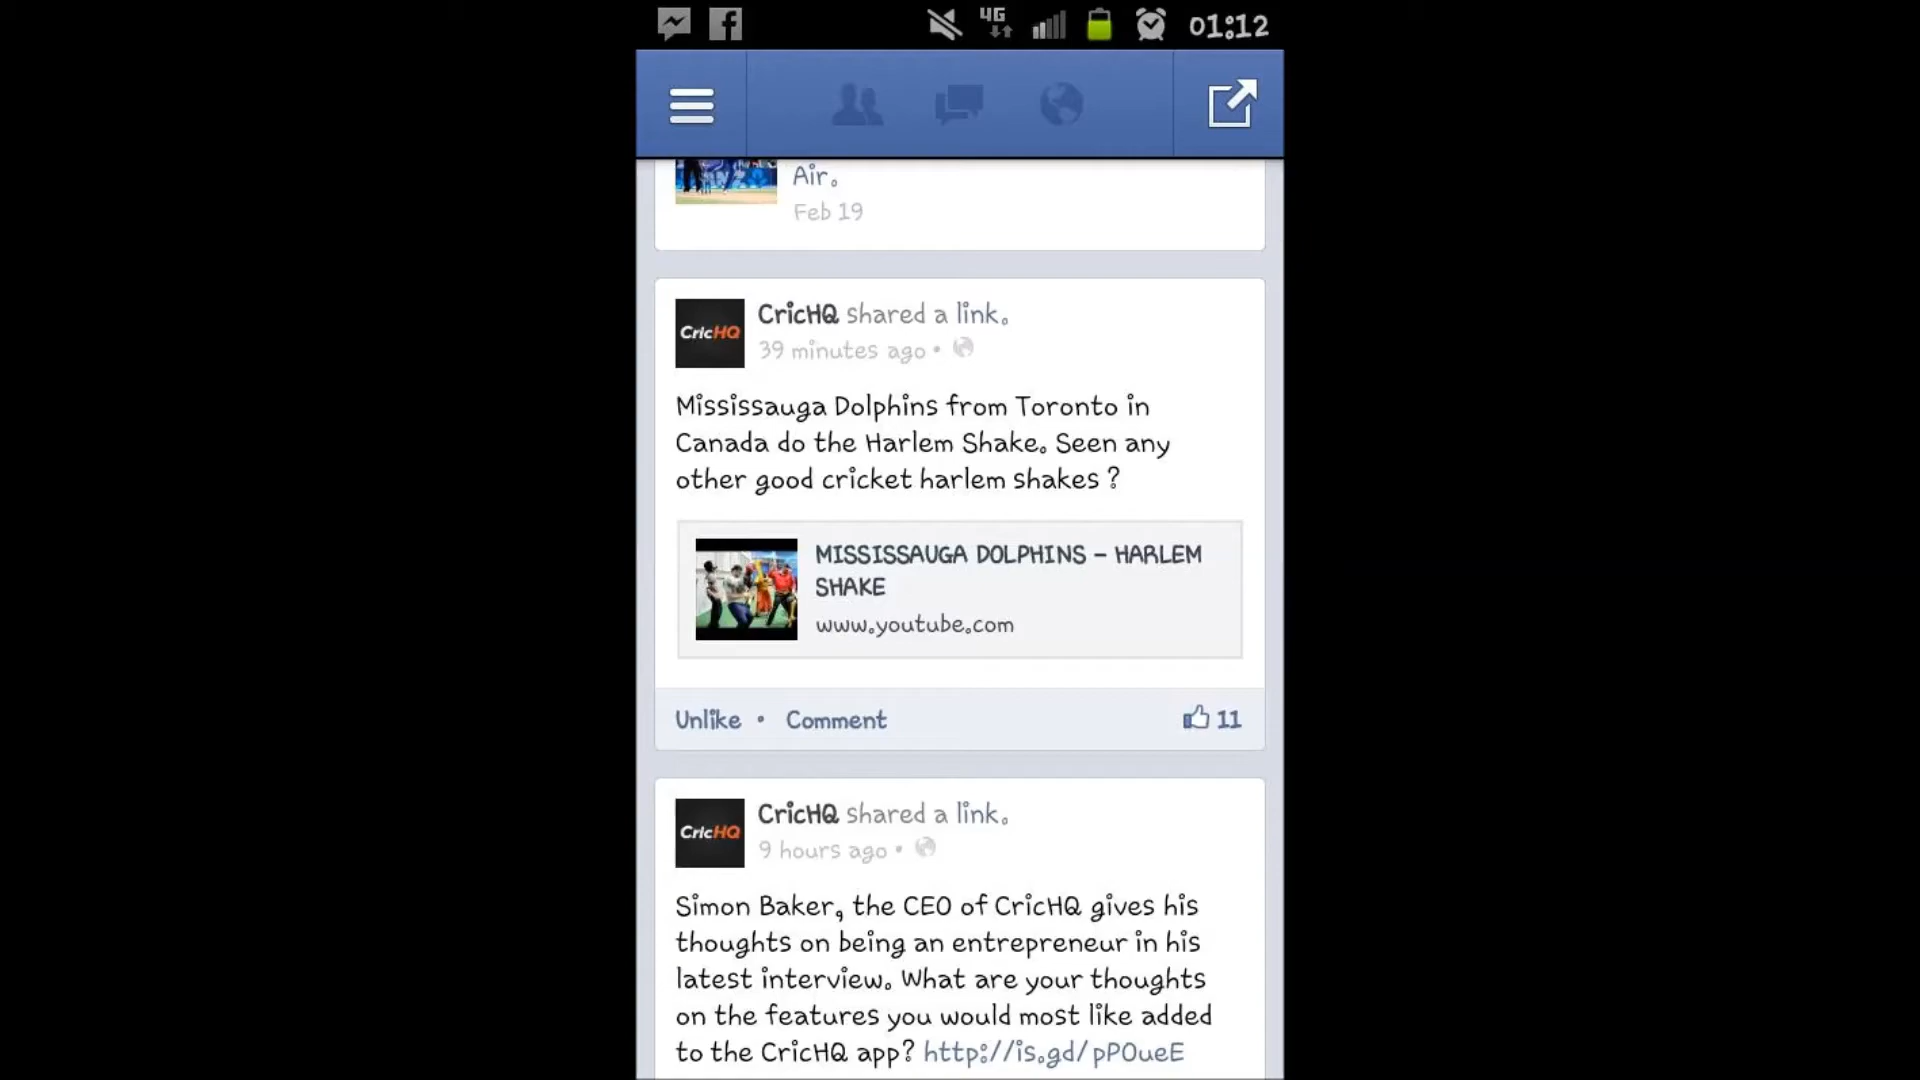 4G 01:12
Air.
Feb 19
CricHQ
CricHQ shared a link.
39 minutes ago •
Mississauga Dolphins from Toronto in
Canada do the Harlem Shake. Seen any
other good cricket harlem shakes ?
MISSISSAUGA DOLPHINS – HARLEM
SHAKE
www.youtube.com
Unlike • Comment 11
CricHQ
CricHQ shared a link.
9 hours ago •
Simon Baker, the CEO of CricHQ gives his
thoughts on being an entrepreneur in his
latest interview. What are your thoughts
on the features you would most like added
to the CricHQ app? http://is.gd/pPOueE